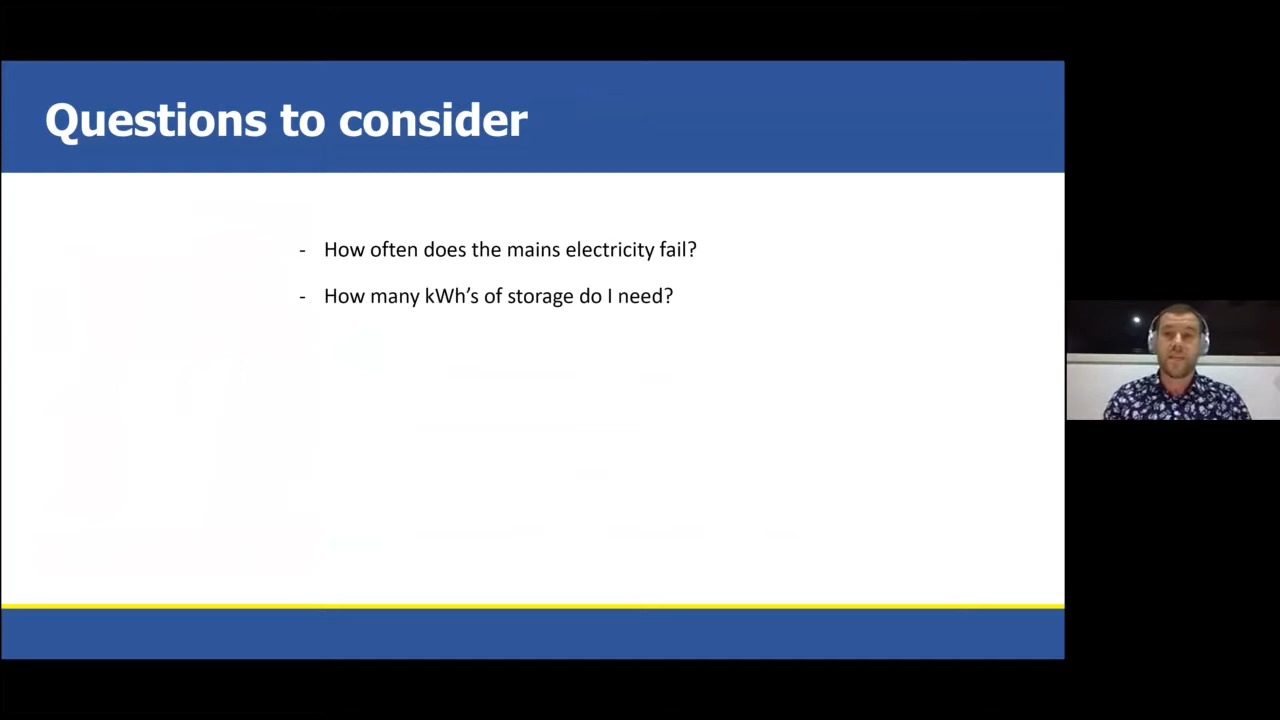 Questions to consider
- How often does the mains electricity fail?
- How many kWh’s of storage do I need?